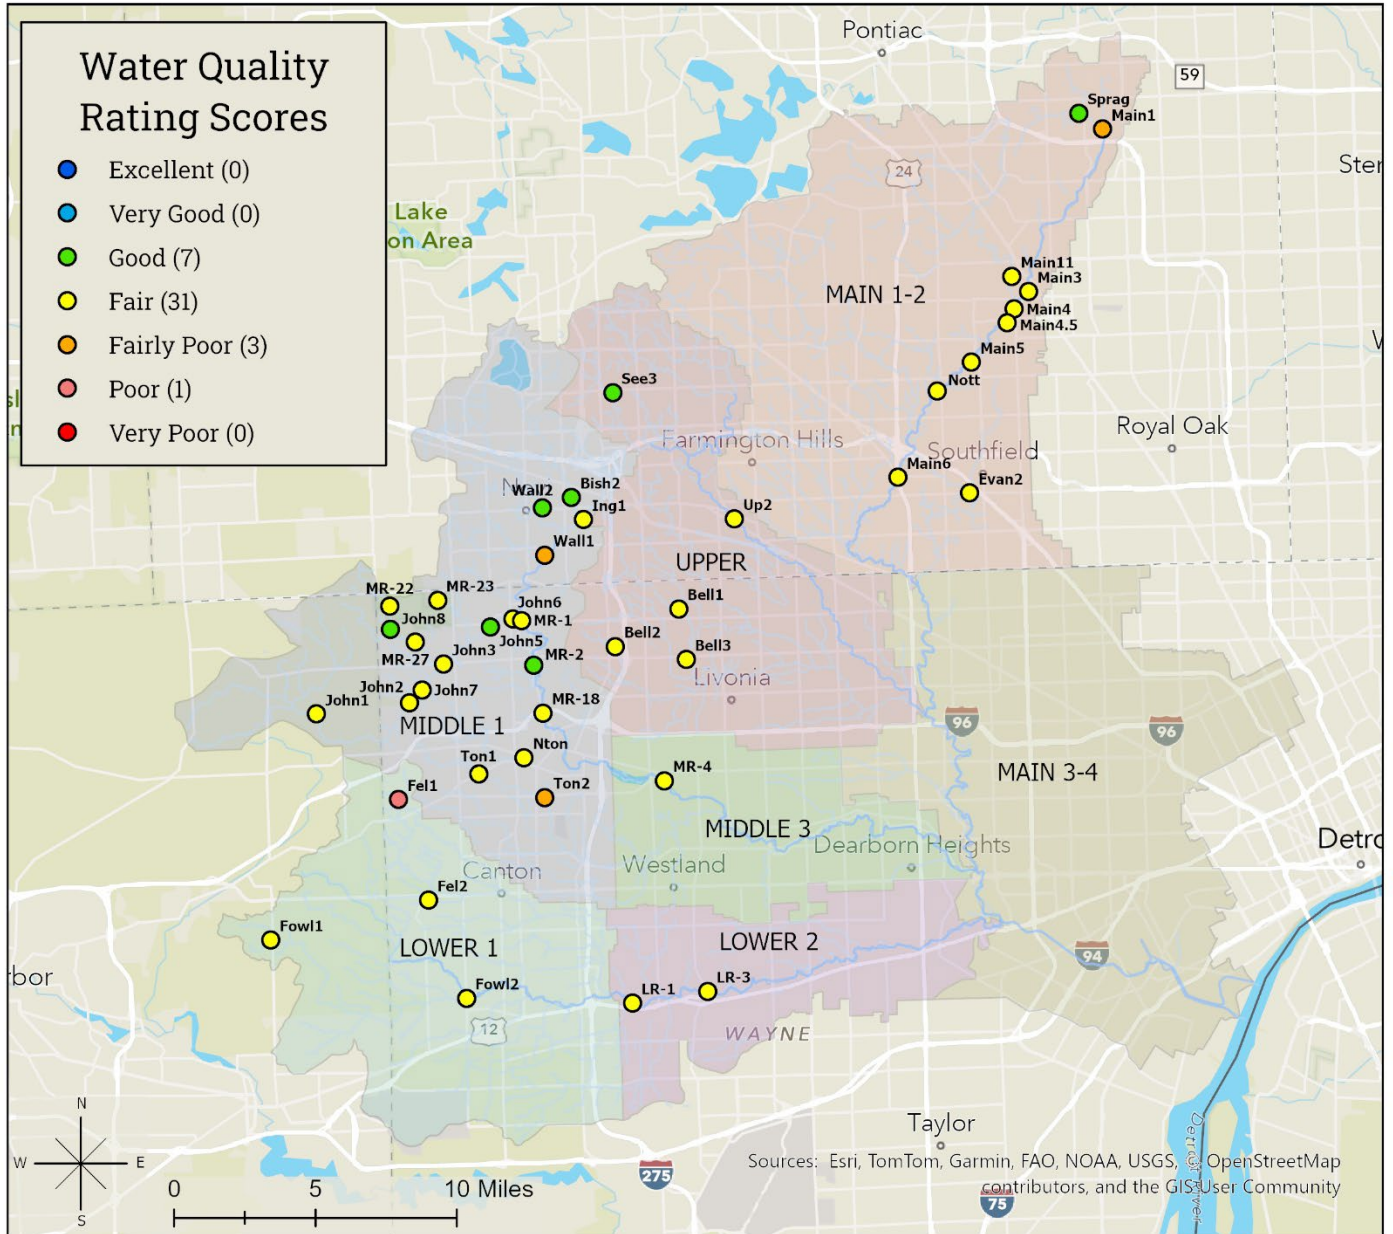 Water Quality
Rating Scores
Excellent (0)
Very Good (0)
Good (7)
Fair (31)
Fairly Poor (3)
Poor (1)
Very Poor (0)
Pontiac
59
Sprag
Main1
Ster
24
Lake
on Area
Main11
Main3
MAIN 1-2
Main4
Main4.5
Main5
See3
Nott
Royal Oak
Farmington Hills
Southfield
Main6
Evan2
Bish2
Wall2
Ing1
Up2
Wall1
UPPER
MR-22
MR-23
John6
Bell1
John8
MR-1
John5
Bell2
John3
MR-2
Bell3
MR-27
Livonia
John2
John7
John1
MR-18
MIDDLE 1
96
96
Nton
Ton1
MR-4
MAIN 3-4
Fel1
Ton2
MIDDLE 3
Detro
Dearborn Heights
Westland
Canton
Fel2
Fowl1
LOWER 1
LOWER 2
94
rbor
Fowl2
LR-1
LR-3
12
WAYNE
N
W
E
S
Taylor
Detroit River
Sources: Esri, TomTom, Garmin, FAO, NOAA, USGS, OpenStreetMap
contributors, and the GIS User Community
275
75
0
5
10 Miles